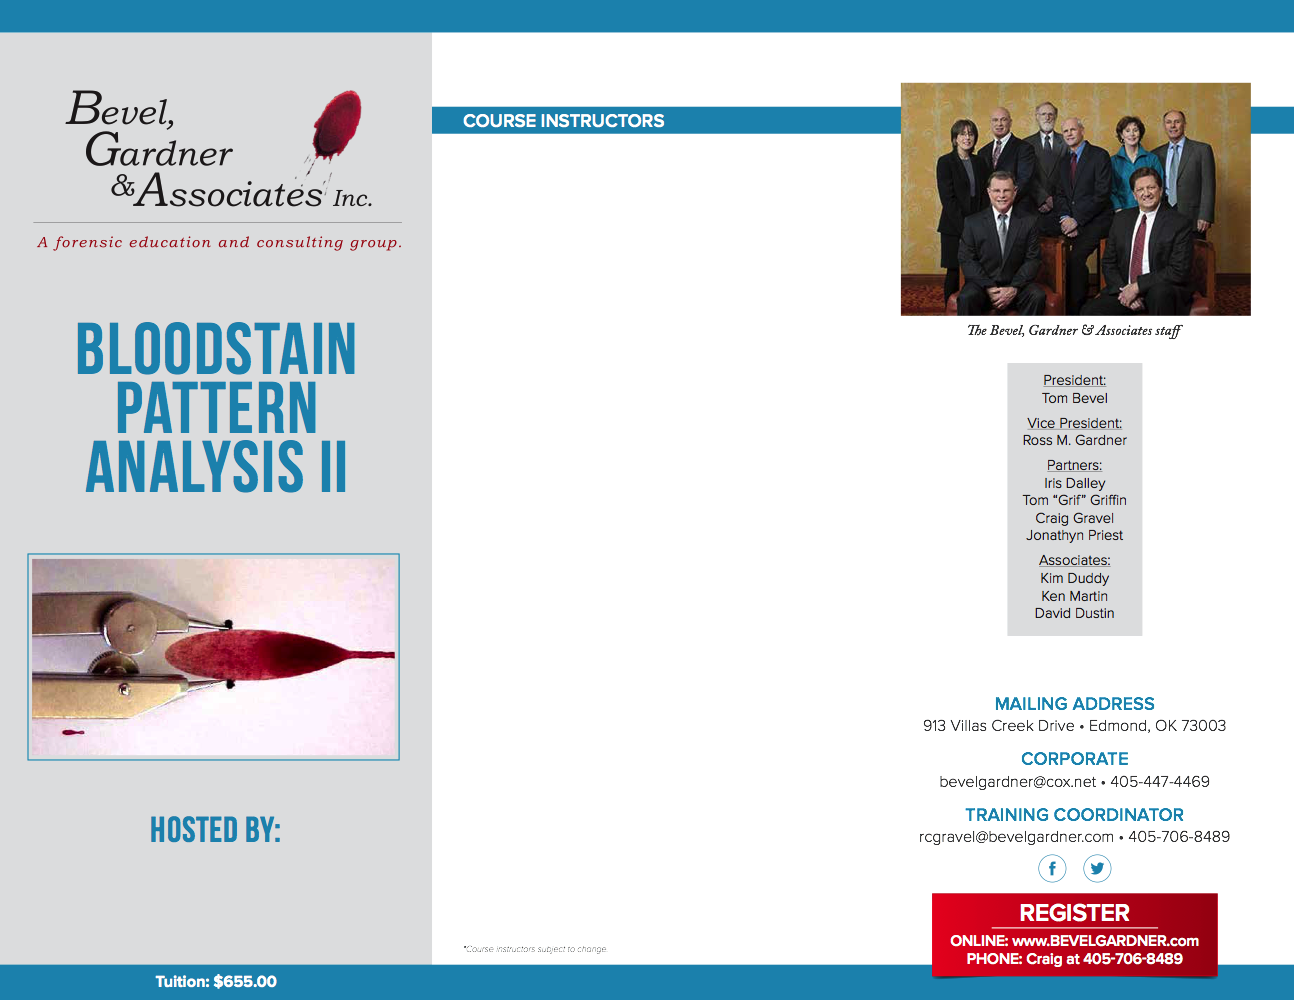 Bevel,
Gardner
&Associates Inc.
A forensic education and consulting group.
BLOODSTAIN
PATTERN
ANALYSIS II
HOSTED BY:
Tuition: $655.00
COURSE INSTRUCTORS
*Course instructors subject to change.
The Bevel, Gardner & Associates staff
President:
Tom Bevel
Vice President:
Ross M. Gardner
Partners:
Iris Dalley
Tom “Grif” Griffin
Craig Gravel
Jonathyn Priest
Associates:
Kim Duddy
Ken Martin
David Dustin
MAILING ADDRESS
913 Villas Creek Drive • Edmond, OK 73003
CORPORATE
bevelgardner@cox.net • 405-447-4469
TRAINING COORDINATOR
rcgravel@bevelgardner.com • 405-706-8489
REGISTER
ONLINE: www.BEVELGARDNER.com
PHONE: Craig at 405-706-8489